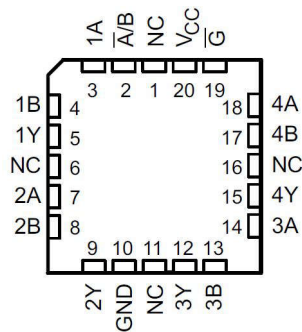 1A A̅/B NC VCC G̅
3 2 1 20 19
1B 4 18 4A
1Y 5 17 4B
NC 6 16 NC
2A 7 15 4Y
2B 8 14 3A
9 10 11 12 13
2Y GND NC 3Y 3B